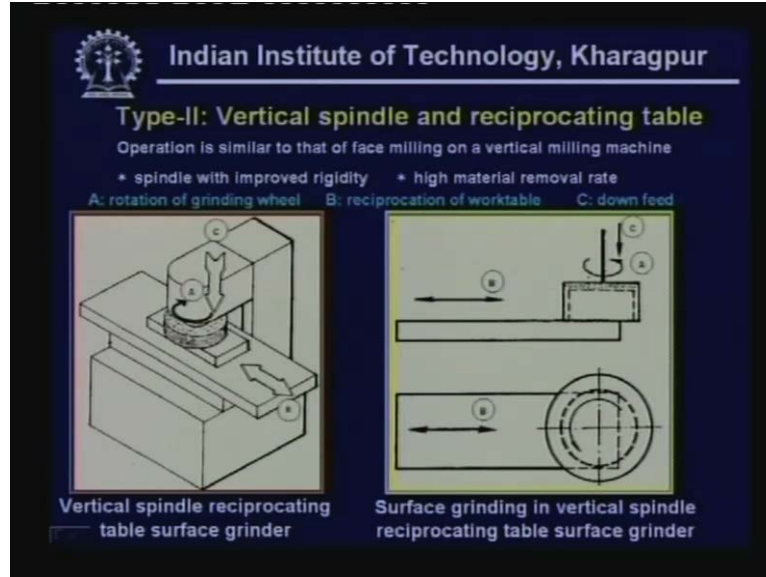 Indian Institute of Technology, Kharagpur
Type-II: Vertical spindle and reciprocating table
Operation is similar to that of face milling on a vertical milling machine
* spindle with improved rigidity * high material removal rate
A: rotation of grinding wheel B: reciprocation of worktable C: down feed
C
A
B
C
A
B
B
Vertical spindle reciprocating
table surface grinder
Surface grinding in vertical spindle
reciprocating table surface grinder